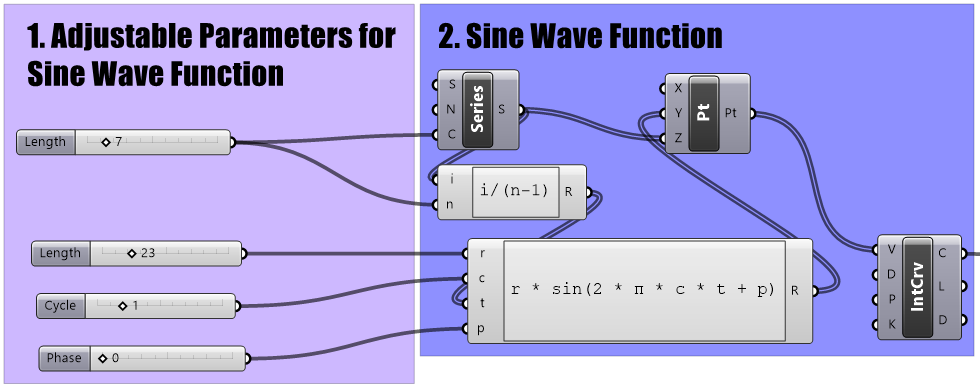 1. Adjustable Parameters for
Sine Wave Function
Length 7
Length 23
Cycle 1
Phase 0
2. Sine Wave Function
S
N
C
Series
S
X
Y
Z
Pt
Pt
i
n
i/(n-1)
R
r
c
t
p
r * sin(2 * π * c * t + p)
R
V
D
P
K
IntCrv
C
L
D